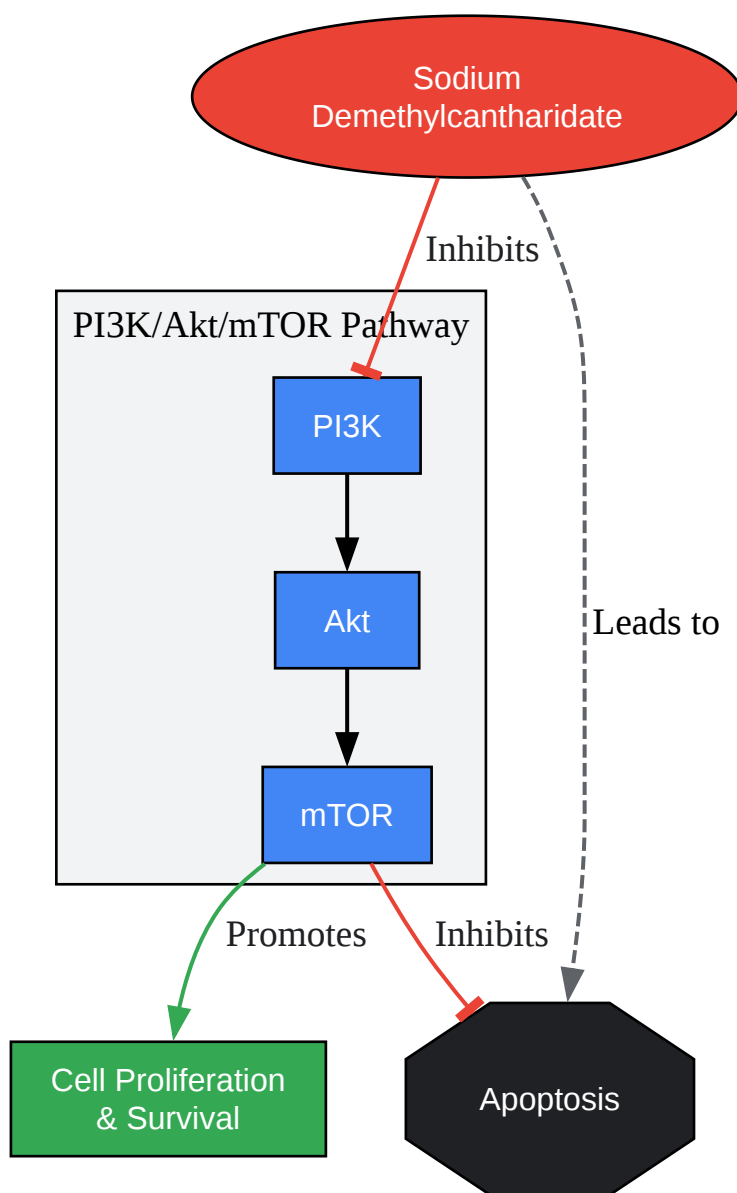 Sodium
Demethylcantharidate
Inhibits
PI3K/Akt/mTOR Pathway
PI3K
Akt
Leads to
mTOR
Promotes
Inhibits
Cell Proliferation
& Survival
Apoptosis